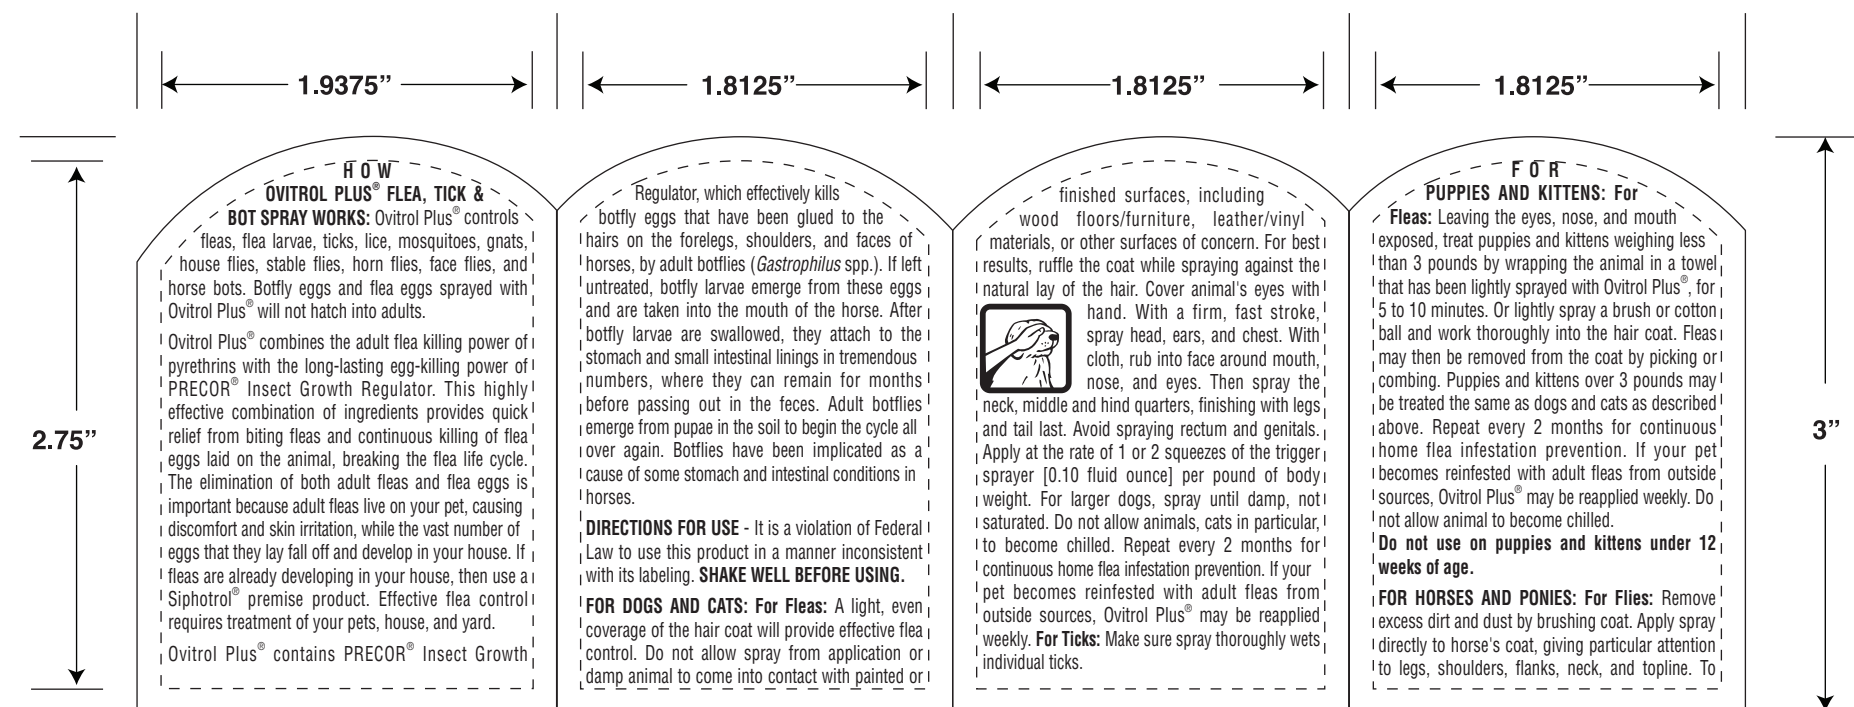 1.9375”
1.8125”
1.8125”
1.8125”
2.75”
3”
HOW
OVITROL PLUS® FLEA, TICK &
BOT SPRAY WORKS: Ovitrol Plus® controls
fleas, flea larvae, ticks, lice, mosquitoes, gnats,
house flies, stable flies, horn flies, face flies, and
horse bots. Botfly eggs and flea eggs sprayed with
Ovitrol Plus® will not hatch into adults.
Ovitrol Plus® combines the adult flea killing power of
pyrethrins with the long-lasting egg-killing power of
PRECOR® Insect Growth Regulator. This highly
effective combination of ingredients provides quick
relief from biting fleas and continuous killing of flea
eggs laid on the animal, breaking the flea life cycle.
The elimination of both adult fleas and flea eggs is
important because adult fleas live on your pet, causing
discomfort and skin irritation, while the vast number of
eggs that they lay fall off and develop in your house. If
fleas are already developing in your house, then use a
Siphotrol® premise product. Effective flea control
requires treatment of your pets, house, and yard.
Ovitrol Plus® contains PRECOR® Insect Growth
Regulator, which effectively kills
botfly eggs that have been glued to the
hairs on the forelegs, shoulders, and faces of
horses, by adult botflies (Gastrophilus spp.). If left
untreated, botfly larvae emerge from these eggs
and are taken into the mouth of the horse. After
botfly larvae are swallowed, they attach to the
stomach and small intestinal linings in tremendous
numbers, where they can remain for months
before passing out in the feces. Adult botflies
emerge from pupae in the soil to begin the cycle all
over again. Botflies have been implicated as a
cause of some stomach and intestinal conditions in
horses.
DIRECTIONS FOR USE - It is a violation of Federal
Law to use this product in a manner inconsistent
with its labeling. SHAKE WELL BEFORE USING.
FOR DOGS AND CATS: For Fleas: A light, even
coverage of the hair coat will provide effective flea
control. Do not allow spray from application or
damp animal to come into contact with painted or
finished surfaces, including
wood floors/furniture, leather/vinyl
materials, or other surfaces of concern. For best
results, ruffle the coat while spraying against the
natural lay of the hair. Cover animal's eyes with
hand. With a firm, fast stroke,
spray head, ears, and chest. With
cloth, rub into face around mouth,
nose, and eyes. Then spray the
neck, middle and hind quarters, finishing with legs
and tail last. Avoid spraying rectum and genitals.
Apply at the rate of 1 or 2 squeezes of the trigger
sprayer [0.10 fluid ounce] per pound of body
weight. For larger dogs, spray until damp, not
saturated. Do not allow animals, cats in particular,
to become chilled. Repeat every 2 months for
continuous home flea infestation prevention. If your
pet becomes reinfested with adult fleas from
outside sources, Ovitrol Plus® may be reapplied
weekly. For Ticks: Make sure spray thoroughly wets
individual ticks.
FOR
PUPPIES AND KITTENS: For
Fleas: Leaving the eyes, nose, and mouth
exposed, treat puppies and kittens weighing less
than 3 pounds by wrapping the animal in a towel
that has been lightly sprayed with Ovitrol Plus®, for
5 to 10 minutes. Or lightly spray a brush or cotton
ball and work thoroughly into the hair coat. Fleas
may then be removed from the coat by picking or
combing. Puppies and kittens over 3 pounds may
be treated the same as dogs and cats as described
above. Repeat every 2 months for continuous
home flea infestation prevention. If your pet
becomes reinfested with adult fleas from outside
sources, Ovitrol Plus® may be reapplied weekly. Do
not allow animal to become chilled.
Do not use on puppies and kittens under 12
weeks of age.
FOR HORSES AND PONIES: For Flies: Remove
excess dirt and dust by brushing coat. Apply spray
directly to horse's coat, giving particular attention
to legs, shoulders, flanks, neck, and topline. To